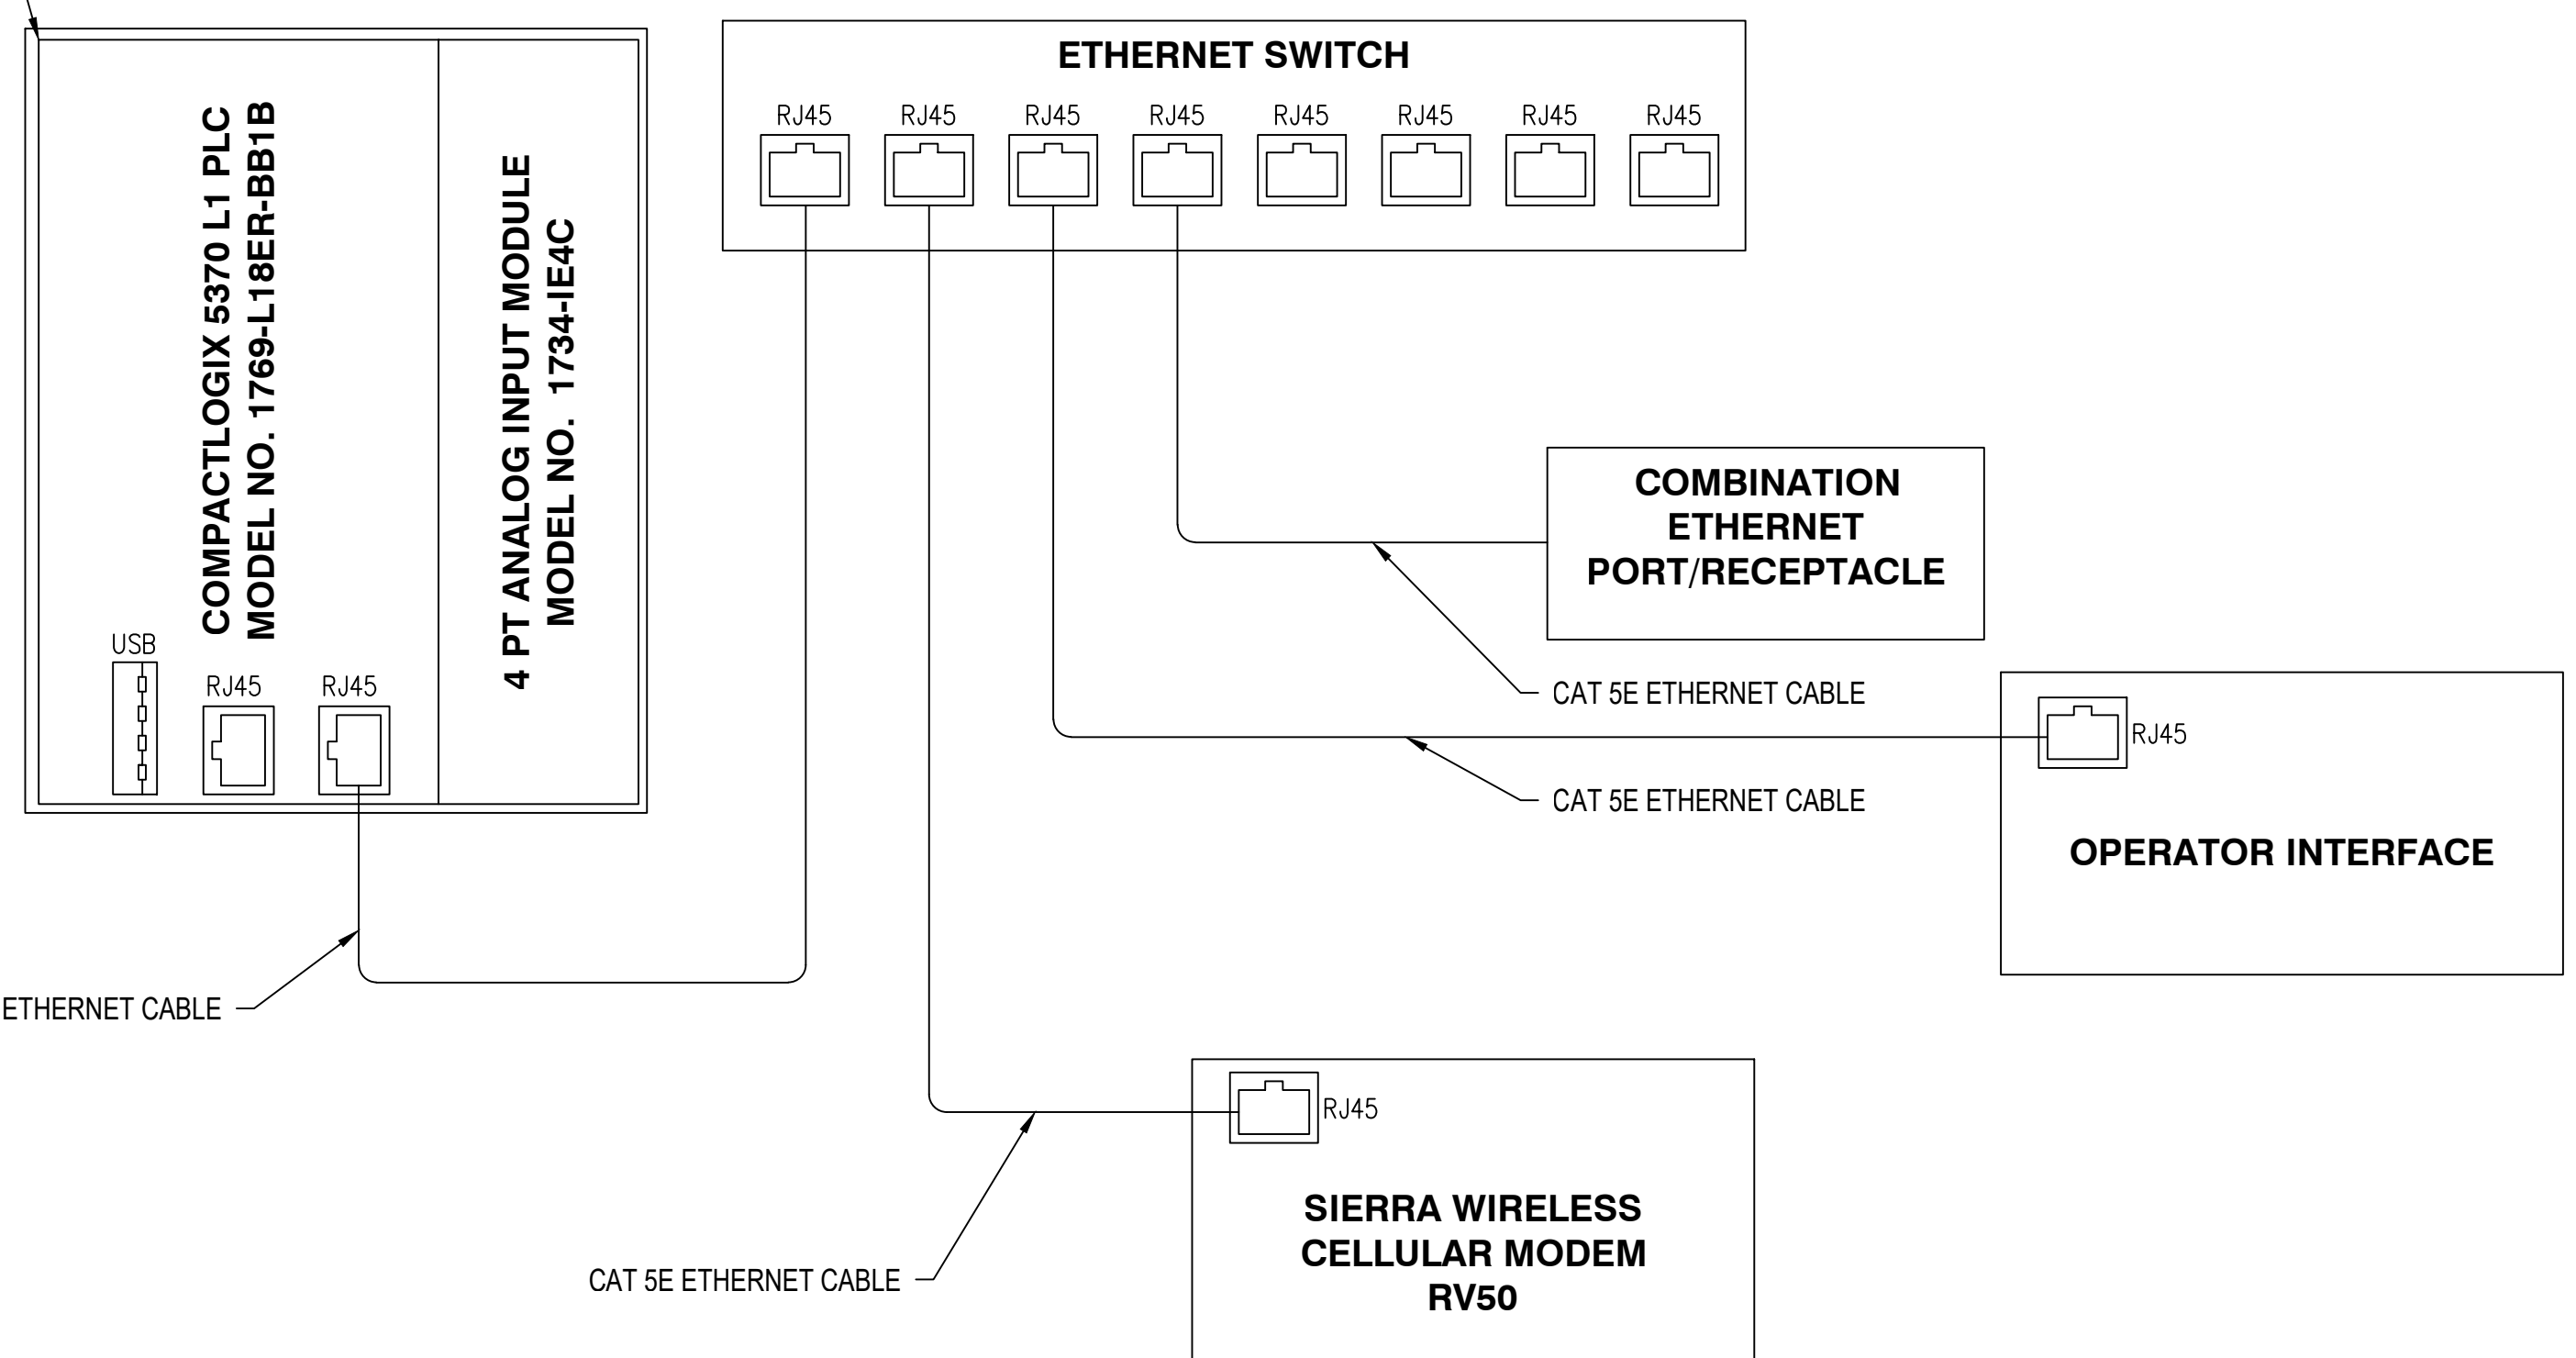 ETHERNET SWITCH
RJ45 RJ45 RJ45 RJ45 RJ45 RJ45 RJ45 RJ45
COMPACTLOGIX 5370 L1 PLC
MODEL NO. 1769-L18ER-BB1B
4 PT ANALOG INPUT MODULE
MODEL NO. 1734-IE4C
USB
RJ45
RJ45
COMBINATION
ETHERNET
PORT/RECEPTACLE
CAT 5E ETHERNET CABLE
RJ45
CAT 5E ETHERNET CABLE
OPERATOR INTERFACE
ETHERNET CABLE
RJ45
SIERRA WIRELESS
CELLULAR MODEM
RV50
CAT 5E ETHERNET CABLE